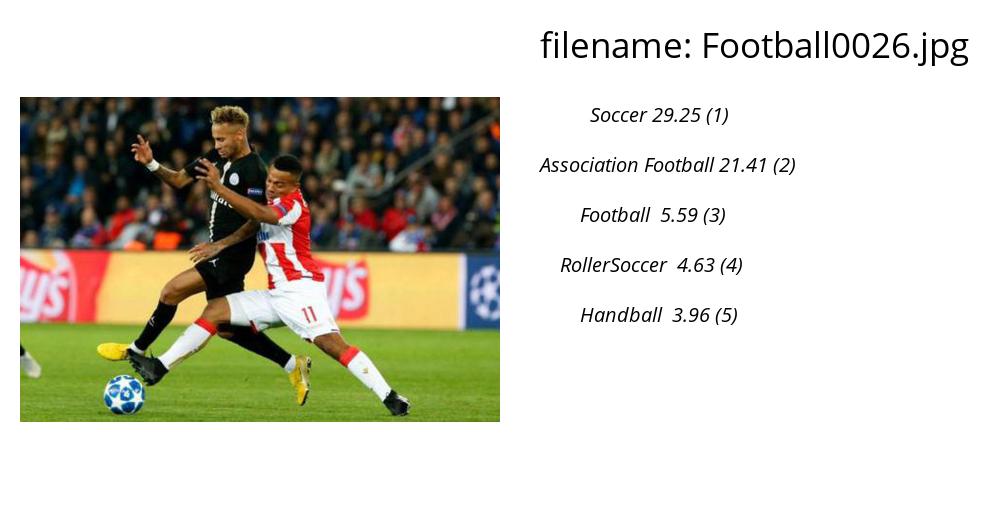 filename: Football0026.jpg
Soccer 29.25 (1)
Association Football 21.41 (2)
Football 5.59 (3)
RollerSoccer 4.63 (4)
Handball 3.96 (5)
11